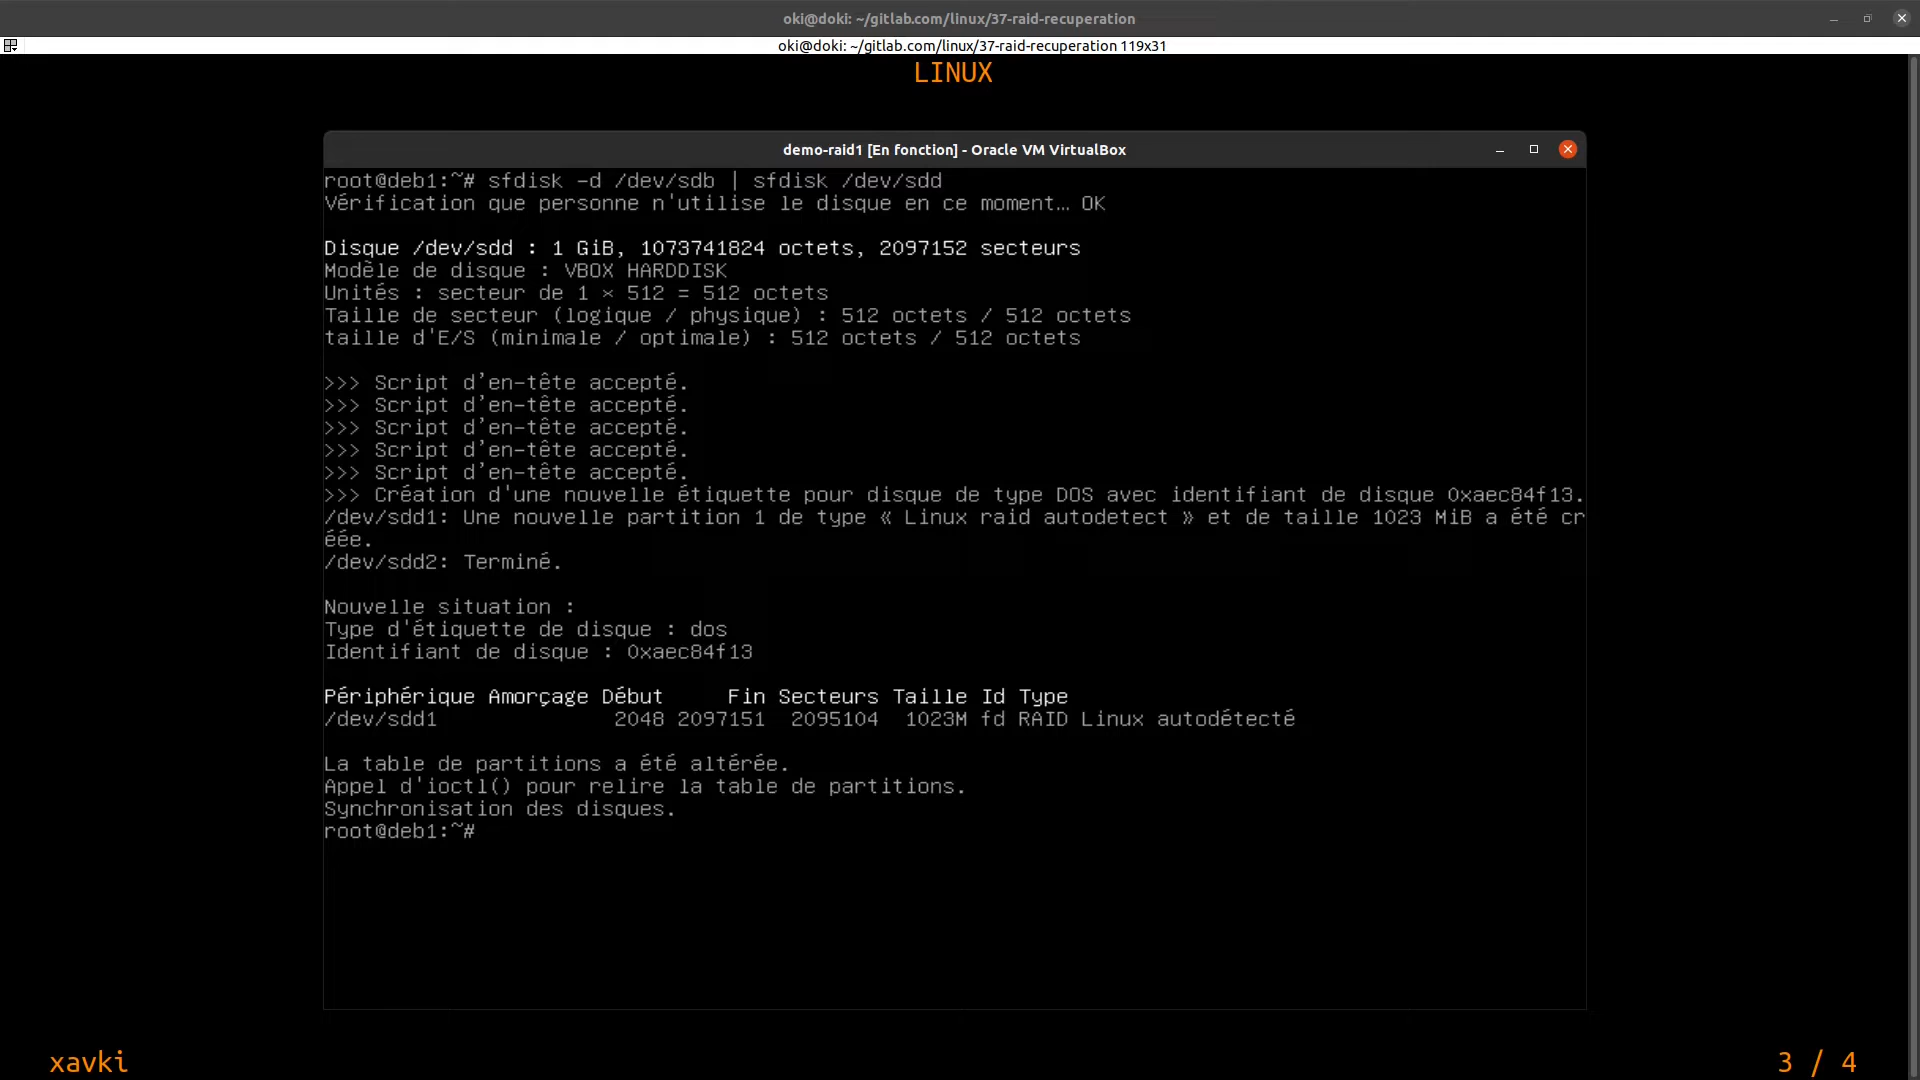 oki@doki: ~/gitlab.com/linux/37-raid-recuperation
oki@doki: ~/gitlab.com/linux/37-raid-recuperation 119x31
LINUX
demo-raid1 [En fonction] - Oracle VM VirtualBox
root@deb1:~# sfdisk -d /dev/sdb | sfdisk /dev/sdd
Vérification que personne n'utilise le disque en ce moment… OK
Disque /dev/sdd : 1 GiB, 1073741824 octets, 2097152 secteurs
Modèle de disque : VBOX HARDDISK
Unités : secteur de 1 × 512 = 512 octets
Taille de secteur (logique / physique) : 512 octets / 512 octets
taille d'E/S (minimale / optimale) : 512 octets / 512 octets
>>> Script d’en-tête accepté.
>>> Script d’en-tête accepté.
>>> Script d’en-tête accepté.
>>> Script d’en-tête accepté.
>>> Script d’en-tête accepté.
>>> Création d'une nouvelle étiquette pour disque de type DOS avec identifiant de disque 0xaec84f13.
/dev/sdd1: Une nouvelle partition 1 de type « Linux raid autodetect » et de taille 1023 MiB a été cr
éée.
/dev/sdd2: Terminé.
Nouvelle situation :
Type d'étiquette de disque : dos
Identifiant de disque : 0xaec84f13
Périphérique Amorçage Début     Fin Secteurs Taille Id Type
/dev/sdd1              2048 2097151  2095104  1023M fd RAID Linux autodétecté
La table de partitions a été altérée.
Appel d'ioctl() pour relire la table de partitions.
Synchronisation des disques.
root@deb1:~#
xavki
3 / 4